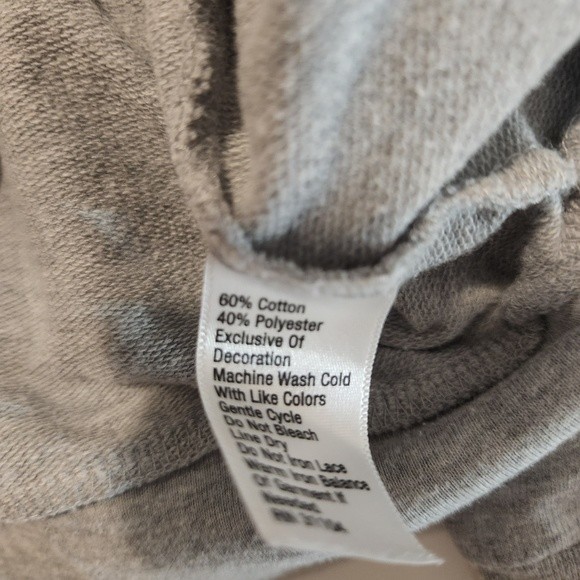 60% Cotton
40% Polyester
Exclusive Of
Decoration
Machine Wash Cold
With Like Colors
Gentle Cycle
Do Not Bleach
Line Dry
Do Not Iron Lace
Warm Iron Balance
Of Garment If
Needed